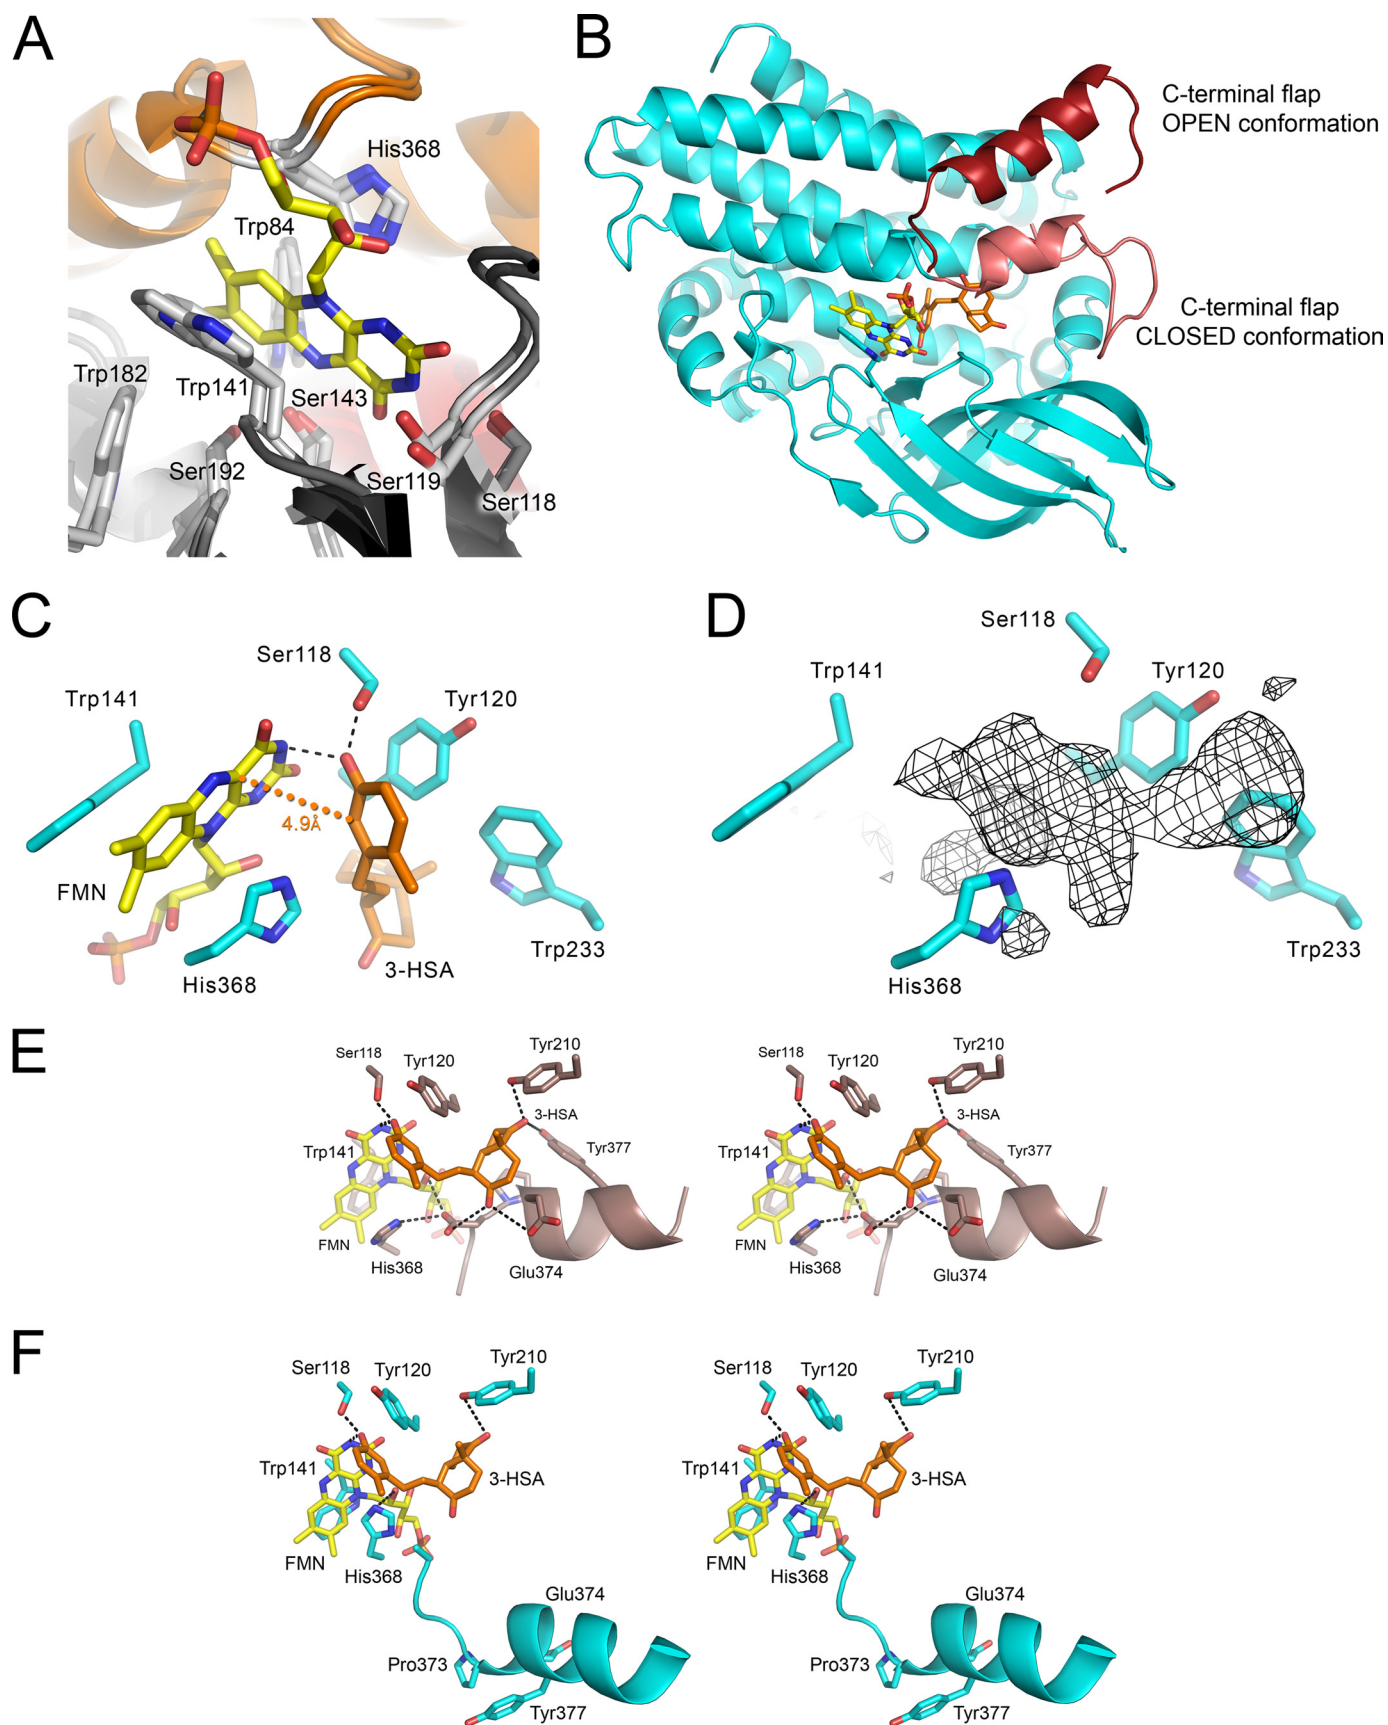 A
His368
Trp84
Trp182
Trp141
Ser143
Ser192
Ser119
Ser118
B
C-terminal flap
OPEN conformation
C-terminal flap
CLOSED conformation
C
Ser118
Trp141
Tyr120
4.9Å
FMN
His368
3-HSA
Trp233
D
Ser118
Trp141
Tyr120
His368
Trp233
E
Ser118
Tyr120
Tyr210
3-HSA
Trp141
Tyr377
FMN
His368
Glu374
Ser118
Tyr120
Tyr210
3-HSA
Trp141
Tyr377
FMN
His368
Glu374
F
Ser118
Tyr120
Tyr210
Trp141
3-HSA
FMN
His368
Glu374
Pro373
Tyr377
Ser118
Tyr120
Tyr210
Trp141
3-HSA
FMN
His368
Glu374
Pro373
Tyr377